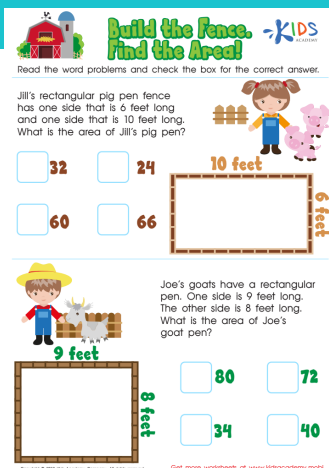 Build the Fence.
Find the Area!
KIDS
ACADEMY
Read the word problems and check the box for the correct answer.
Jill's rectangular pig pen fence
has one side that is 6 feet long
and one side that is 10 feet long.
What is the area of Jill's pig pen?
32
24
60
66
10 feet
6 feet
Joe's goats have a rectangular
pen. One side is 9 feet long.
The other side is 8 feet long.
What is the area of Joe's
goat pen?
9 feet
8 feet
80
72
34
40
Get more worksheets at www.kidsacademy.mobi